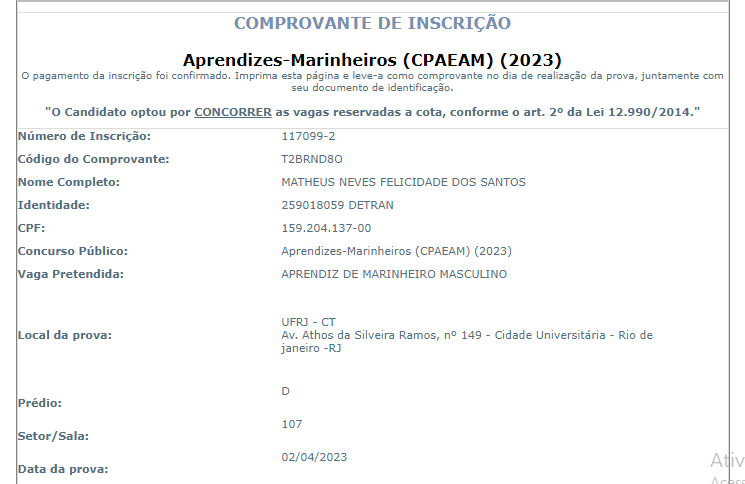 COMPROVANTE DE INSCRIÇÃO
Aprendizes-Marinheiros (CPAEAM) (2023)
O pagamento da inscrição foi confirmado. Imprima esta página e leve-a como comprovante no dia de realização da prova, juntamente com
seu documento de identificação.
"O Candidato optou por CONCORRER as vagas reservadas a cota, conforme o art. 2º da Lei 12.990/2014."
Número de Inscrição: 117099-2
Código do Comprovante: T2BRND8O
Nome Completo: MATHEUS NEVES FELICIDADE DOS SANTOS
Identidade: 259018059 DETRAN
CPF: 159.204.137-00
Concurso Público: Aprendizes-Marinheiros (CPAEAM) (2023)
Vaga Pretendida: APRENDIZ DE MARINHEIRO MASCULINO
UFRJ - CT
Local da prova: Av. Athos da Silveira Ramos, nº 149 - Cidade Universitária - Rio de
janeiro -RJ
D
Prédio:
107
Setor/Sala:
02/04/2023
Data da prova:
Ativ